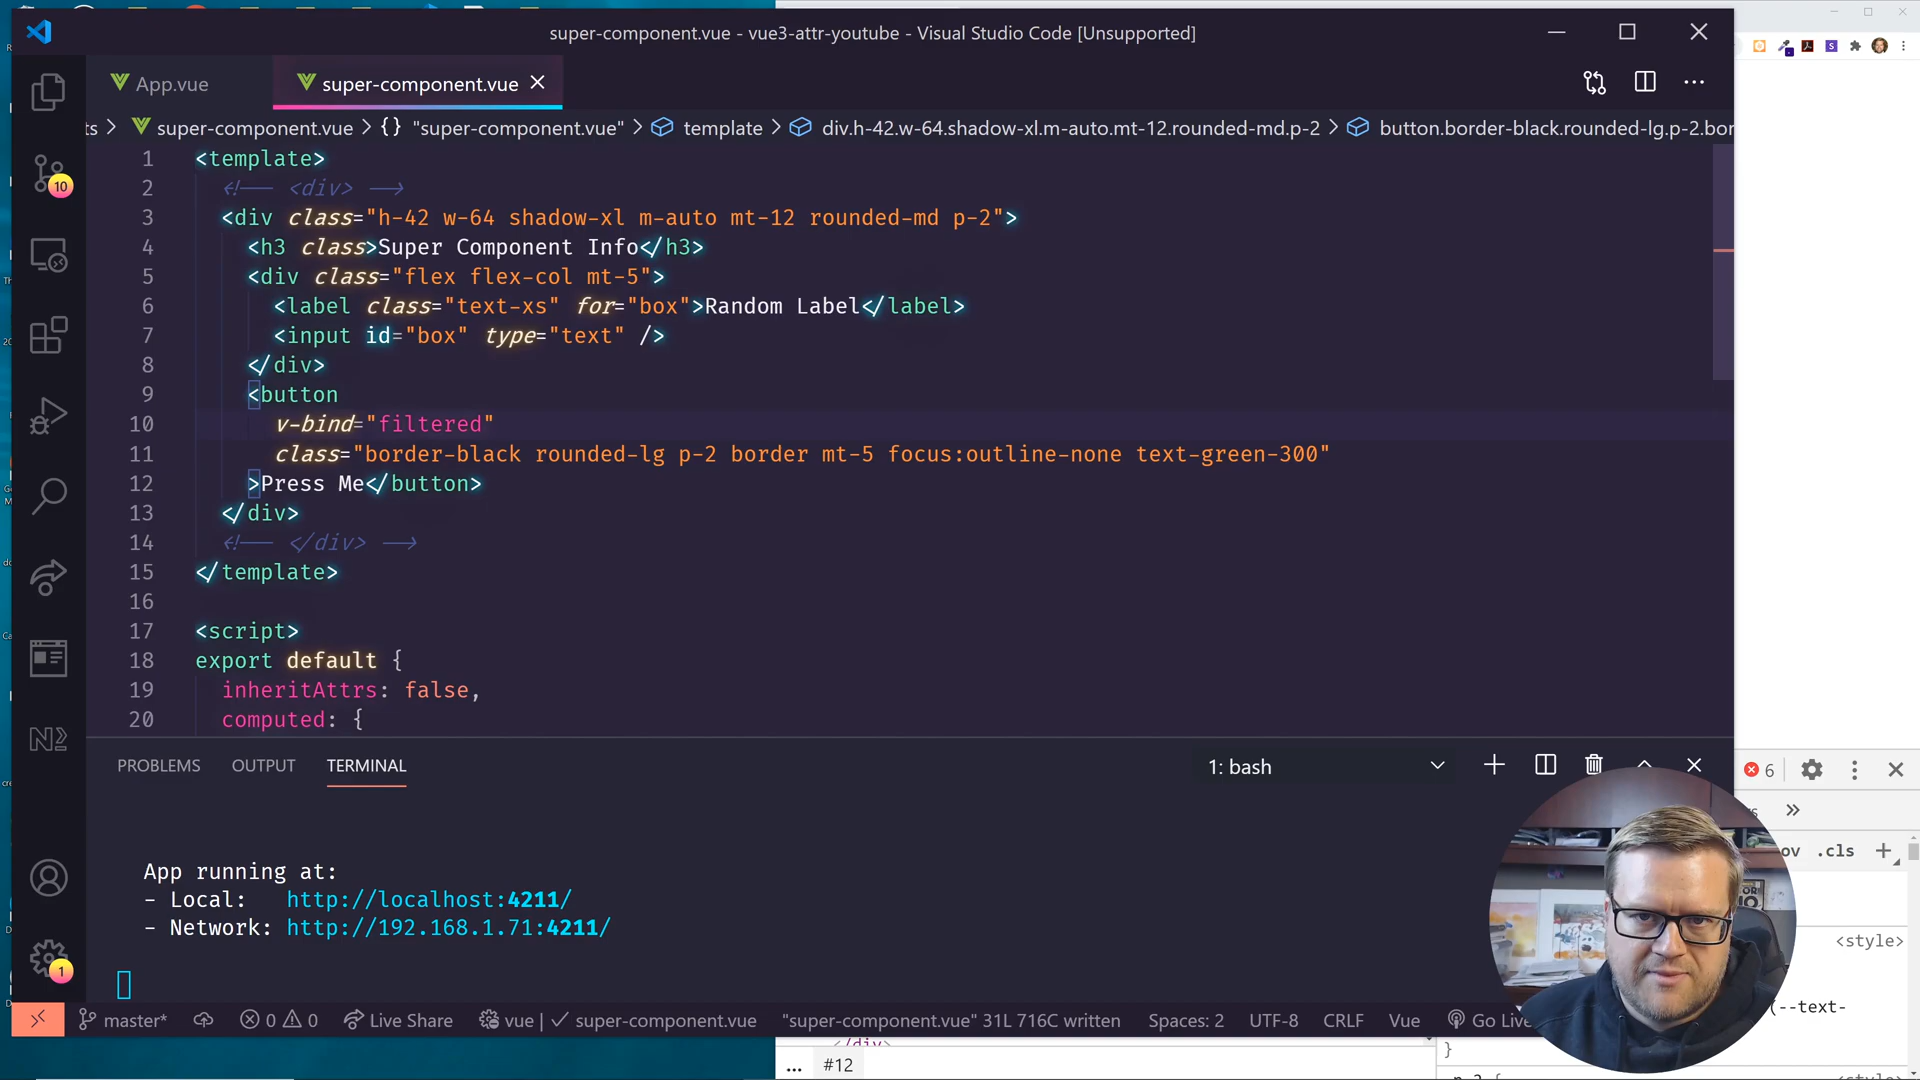 super-component.vue - vue3-attr-youtube - Visual Studio Code [Unsupported]
App.vue
super-component.vue
ts > super-component.vue > {} "super-component.vue" > template > div.h-42.w-64.shadow-xl.m-auto.mt-12.rounded-md.p-2 > button.border-black.rounded-lg.p-2.bor
1 <template>
2 <!-- <div> -->
3 <div class="h-42 w-64 shadow-xl m-auto mt-12 rounded-md p-2">
4 <h3 class>Super Component Info</h3>
5 <div class="flex flex-col mt-5">
6 <label class="text-xs" for="box">Random Label</label>
7 <input id="box" type="text" />
8 </div>
9 <button
10 v-bind="filtered"
11 class="border-black rounded-lg p-2 border mt-5 focus:outline-none text-green-300"
12 >Press Me</button>
13 </div>
14 <!-- </div> -->
15 </template>
16
17 <script>
18 export default {
19 inheritAttrs: false,
20 computed: {
10
N
1
PROBLEMS OUTPUT TERMINAL
1: bash
App running at:
- Local: http://localhost:4211/
- Network: http://192.168.1.71:4211/
master* 0 0 Live Share vue | super-component.vue "super-component.vue" 31L 716C written Spaces: 2 UTF-8 CRLF Vue Go Live
6
ov .cls +
<style>
(--text-
}
</div>
... #12